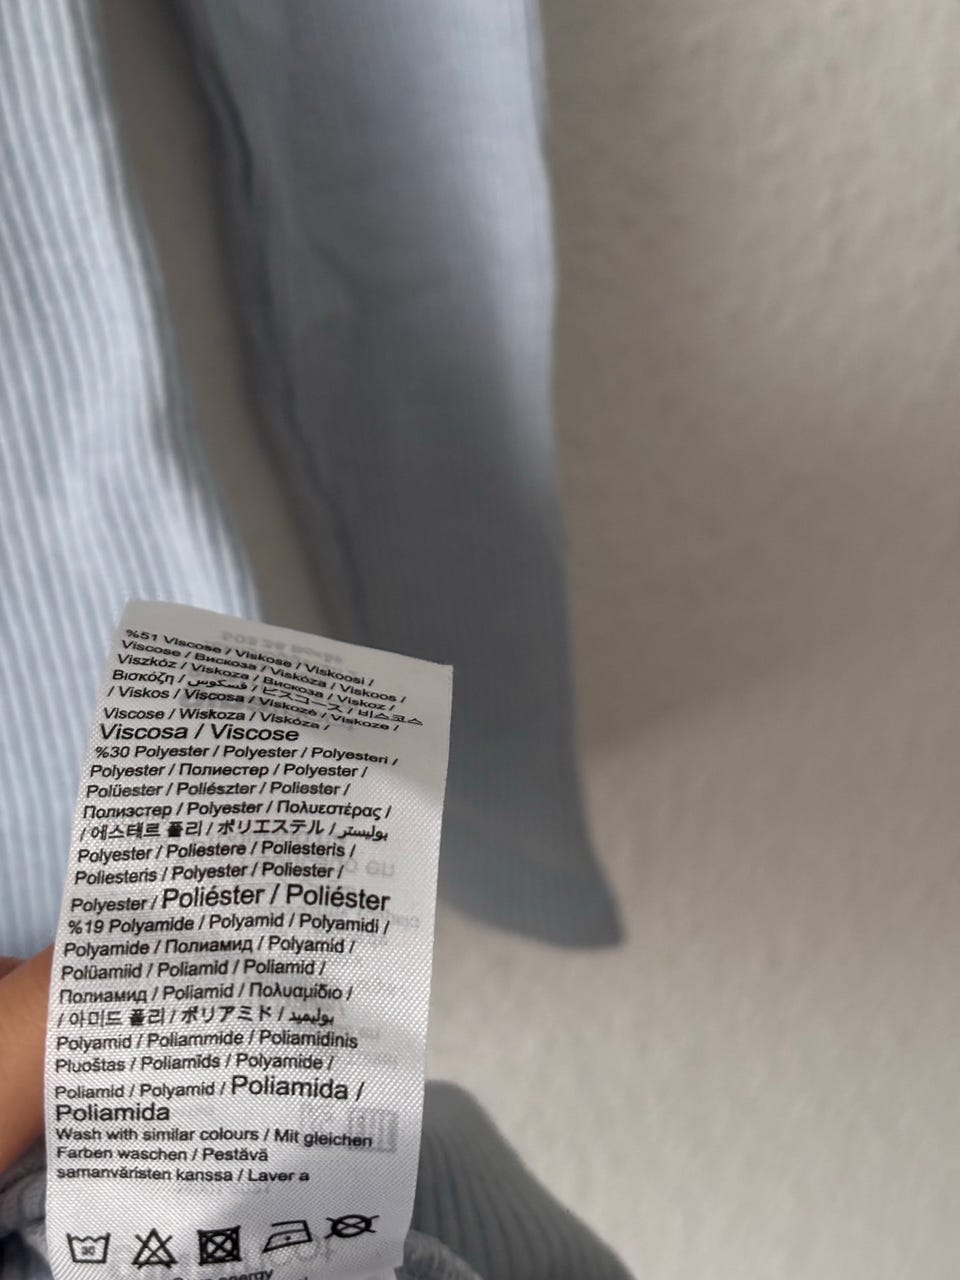 %51 Viscose / Viskose / Viskoosi /
Viscose / Вискоза / Viskóza / Viskoos /
Viszkóz / Viskoza / Вискоза / Viskoz /
Βισκόζη / فسكوس / ビスコース / 비스코스
/ Viskos / Viscosa / Viskozė / Viskoze /
Viscose / Wiskoza / Viskóza /
Viscosa / Viscose
%30 Polyester / Polyester / Polyesteri /
Polyester / Полиестер / Polyester /
Polüester / Poliészter / Poliester /
Полиэстер / Polyester / Πολυεστέρας /
/ 에스테르 폴리 / ポリエステル / بوليستر
Polyester / Poliestere / Poliesteris /
Poliesteris / Polyester / Poliester /
Polyester / Poliéster / Poliéster
%19 Polyamide / Polyamid / Polyamidi /
Polyamide / Полиамид / Polyamid /
Polüamiid / Poliamid / Poliamid /
Полиамид / Poliamid / Πολυαμίδιο /
/ 아미드 폴리 / ポリアミド / بوليميد
Polyamid / Poliammide / Poliamidinis
Pluoštas / Poliamīds / Polyamide /
Poliamid / Polyamid / Poliamida /
Poliamida
Wash with similar colours / Mit gleichen
Farben waschen / Pestävä
samanväristen kanssa / Laver a
30
energy